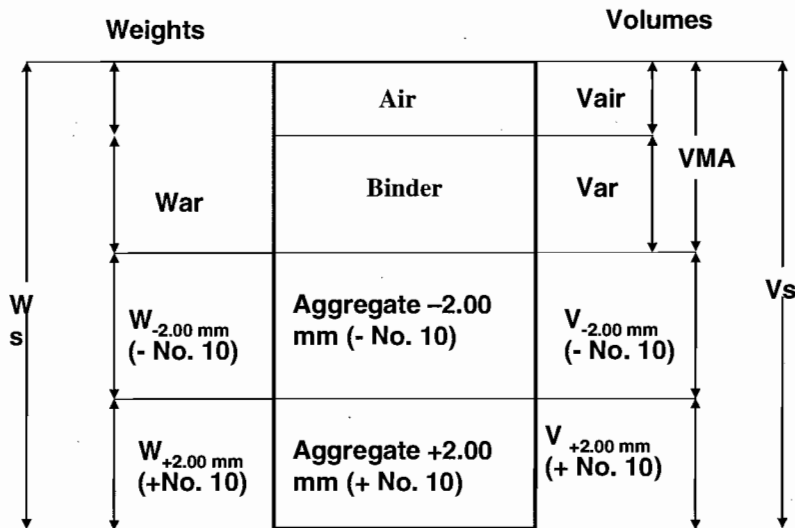 Weights
Volumes
Air
Vair
VMA
War
Binder
Var
W
s
Vs
W-2.00 mm
(- No. 10)
Aggregate –2.00
mm (- No. 10)
V-2.00 mm
(- No. 10)
W+2.00 mm
(+No. 10)
Aggregate +2.00
mm (+ No. 10)
V +2.00 mm
(+ No. 10)